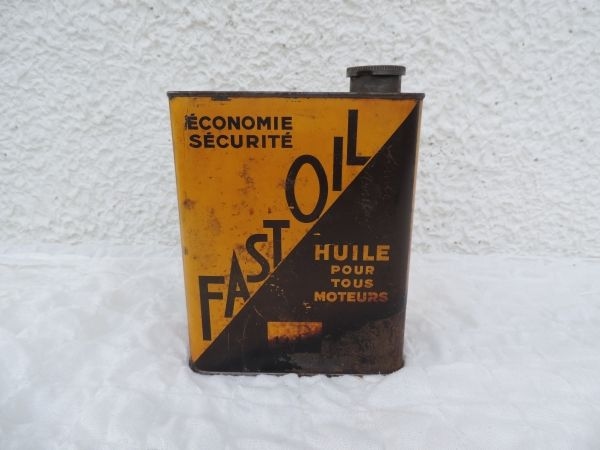 ÉCONOMIE
SÉCURITÉ
FAST OIL
HUILE
POUR
TOUS
MOTEURS